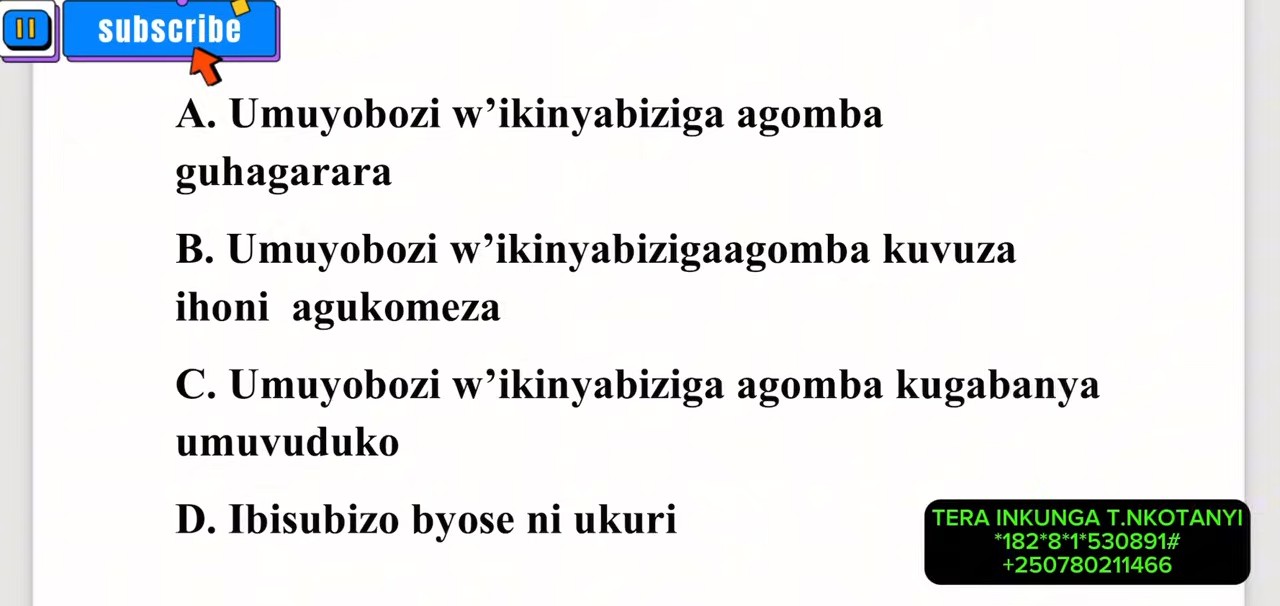 subscribe
A. Umuyobozi w’ikinyabiziga agomba
guhagarara
B. Umuyobozi w’ikinyabizigaagomba kuvuza
ihoni agukomeza
C. Umuyobozi w’ikinyabiziga agomba kugabanya
umuvuduko
D. Ibisubizo byose ni ukuri
TERA INKUNGA T.NKOTANYI
*182*8*1*530891#
+250780211466